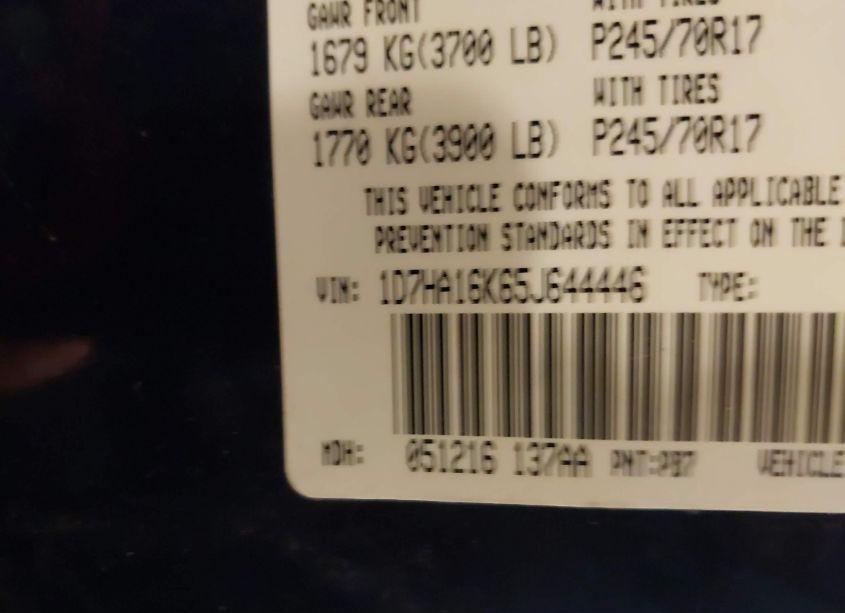 GAWR FRONT WITH TIRES
1679 KG(3700 LB) P245/70R17
GAWR REAR WITH TIRES
1770 KG(3900 LB) P245/70R17
THIS VEHICLE CONFORMS TO ALL APPLICABLE
PREVENTION STANDARDS IN EFFECT ON THE
VIN: 1D7HA16K65J644446 TYPE:
MDH: 051216 137AA PNT:PB7 VEHICLE